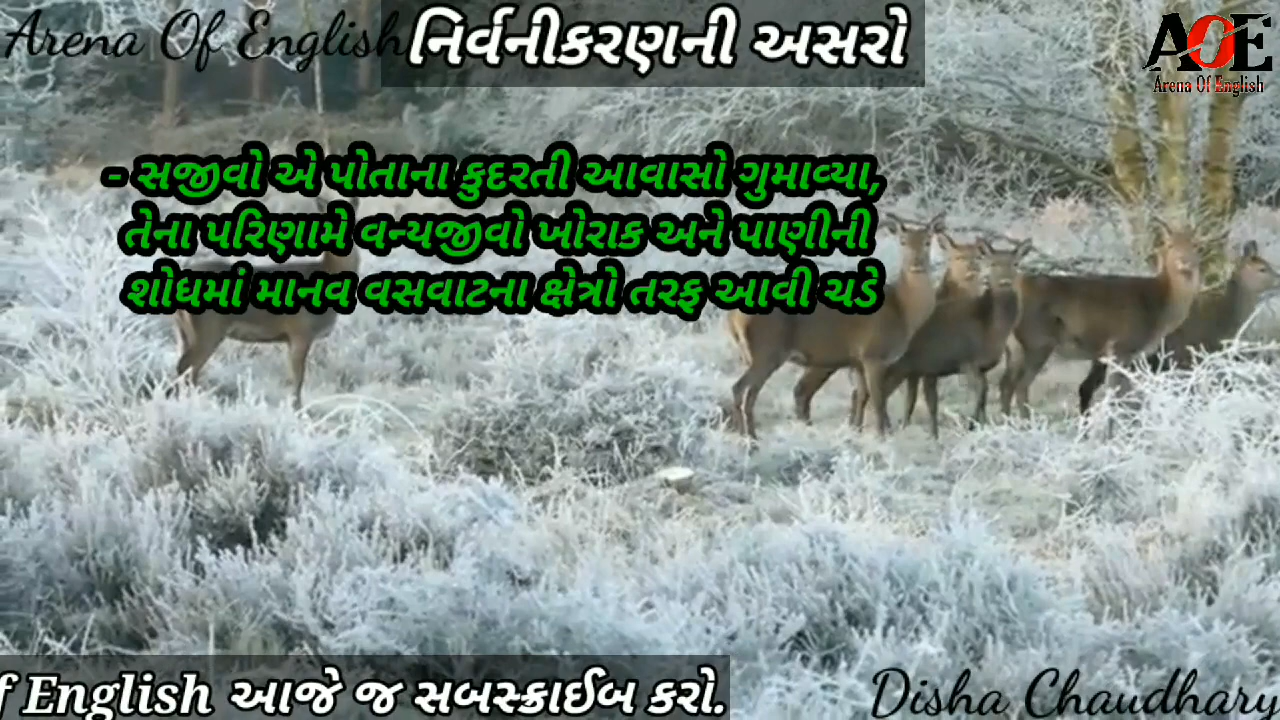 Arena Of English
નિર્વનીકરણની અસરો
AOE
Arena Of English
- સજીવો એ પોતાના કુદરતી આવાસો ગુમાવ્યા,
તેના પરિણામે વન્યજીવો ખોરાક અને પાણીની
શોધમાં માનવ વસવાટના ક્ષેત્રો તરફ આવી ચડે
f English આજે જ સબસ્ક્રાઈબ કરો.
Disha Chaudhary